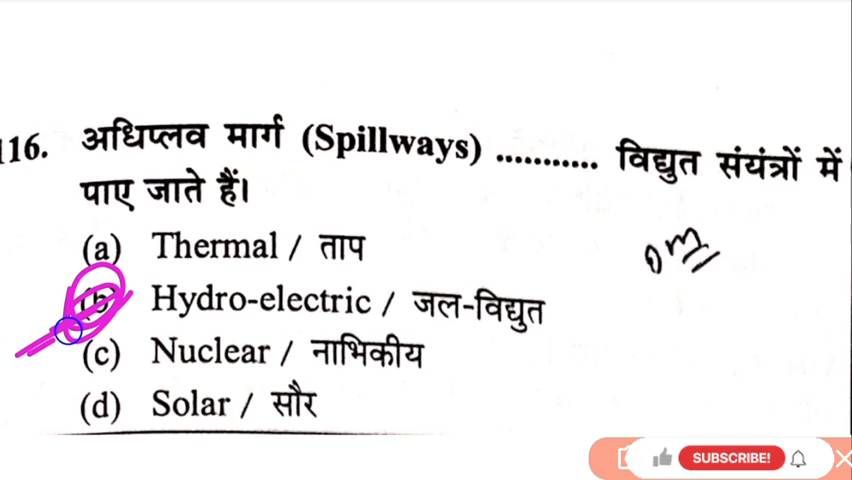 116. अधिप्लव मार्ग (Spillways) ........... विद्युत संयंत्रों में
पाए जाते हैं।
(a) Thermal / ताप
(b) Hydro-electric / जल-विद्युत
(c) Nuclear / नाभिकीय
(d) Solar / सौर
SUBSCRIBE!